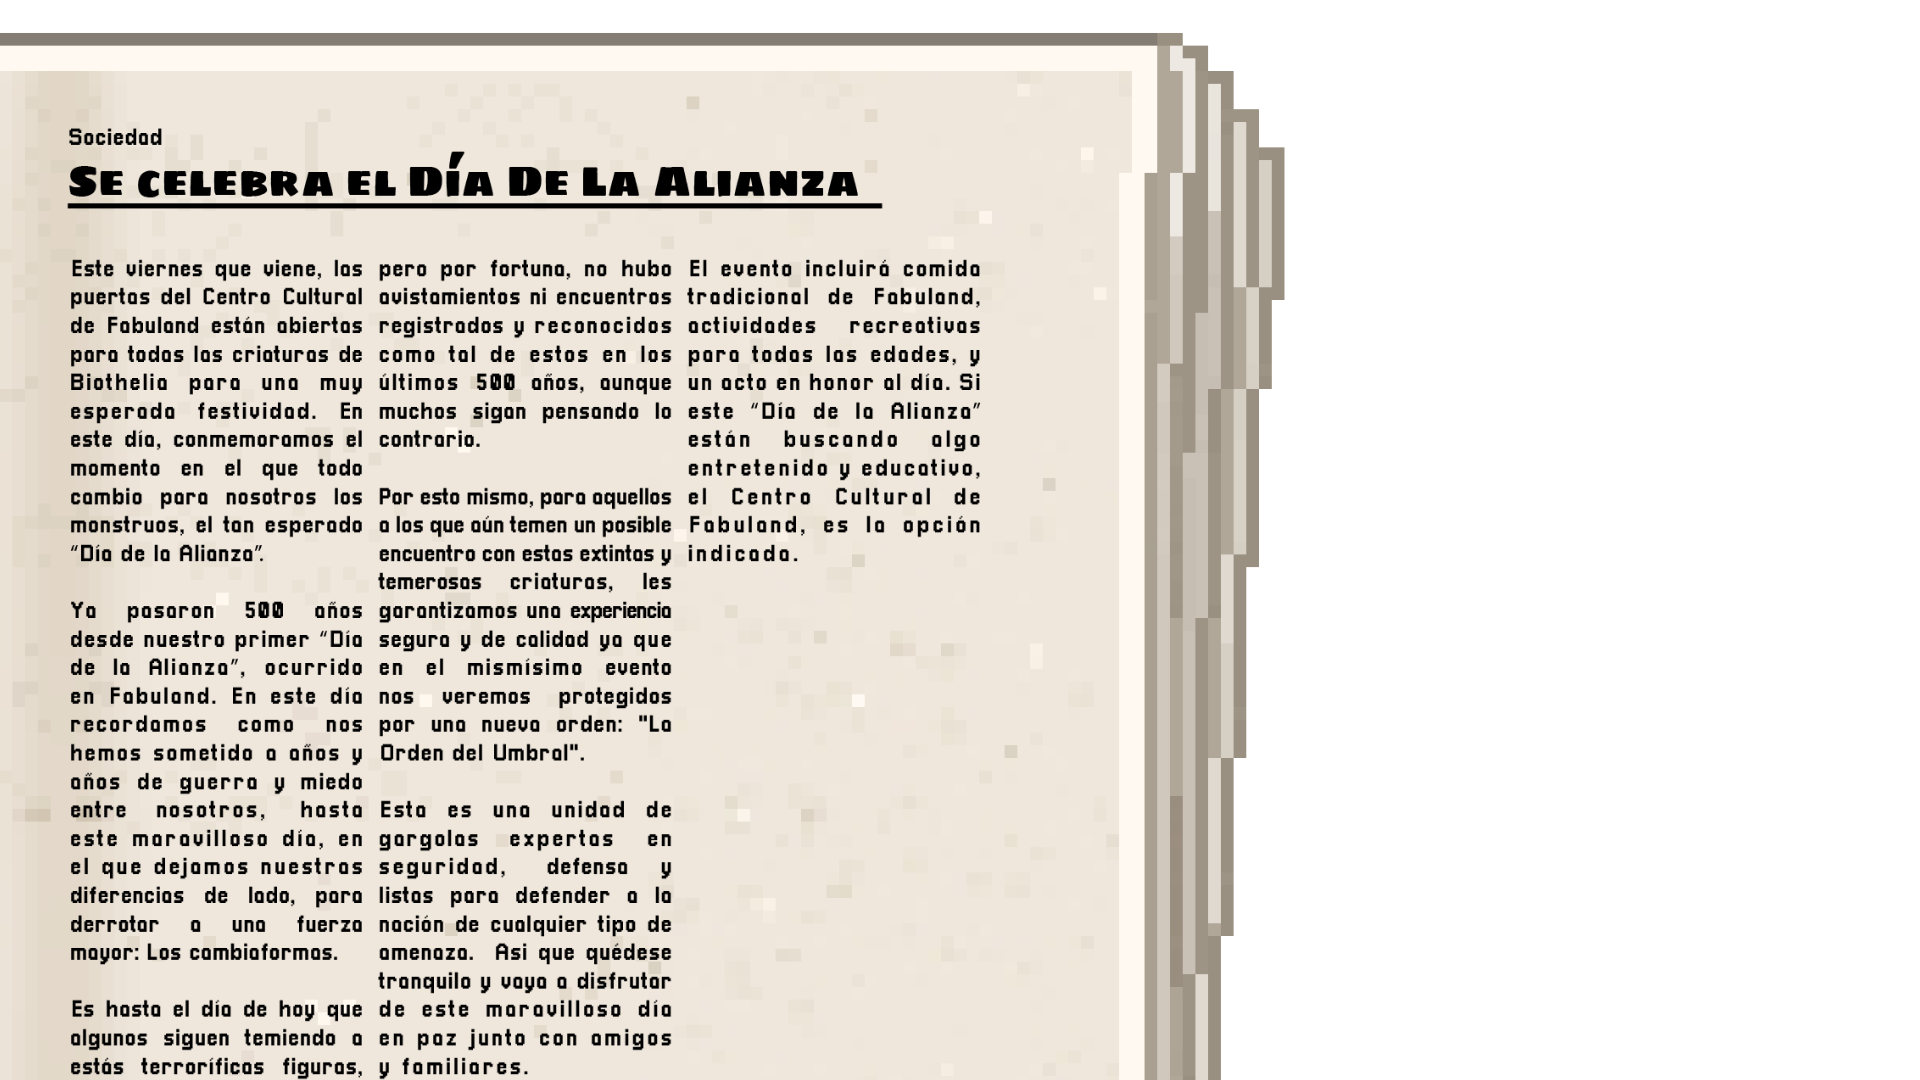 Sociedad
Se celebra el Día De La Alianza
Este viernes que viene, las
puertas del Centro Cultural
de Fabuland están abiertas
para todas las criaturas de
Biothelia para una muy
esperada festividad. En
este día, conmemoramos el
momento en el que todo
cambio para nosotros los
monstruos, el tan esperado
“Día de la Alianza”.
Ya pasaron 500 años
desde nuestro primer “Día
de la Alianza”, ocurrido
en Fabuland. En este día
recordamos como nos
hemos sometido a años y
años de guerra y miedo
entre nosotros, hasta
este maravilloso día, en
el que dejamos nuestras
diferencias de lado, para
derrotar a una fuerza
mayor: Los cambiaformas.
Es hasta el día de hoy que
algunos siguen temiendo a
estás terroríficas figuras,
pero por fortuna, no hubo
avistamientos ni encuentros
registrados y reconocidos
como tal de estos en los
últimos 500 años, aunque
muchos sigan pensando lo
contrario.
Por esto mismo, para aquellos
a los que aún temen un posible
encuentro con estas extintas y
temerosas criaturas, les
garantizamos una experiencia
segura y de calidad ya que
en el mismísimo evento
nos veremos protegidos
por una nueva orden: "La
Orden del Umbral".
Esta es una unidad de
gargolas expertas en
seguridad, defensa y
listas para defender a la
nación de cualquier tipo de
amenaza. Asi que quédese
tranquilo y vaya a disfrutar
de este maravilloso día
en paz junto con amigos
y familiares.
El evento incluirá comida
tradicional de Fabuland,
actividades recreativas
para todas las edades, y
un acto en honor al día. Si
este “Día de la Alianza”
están buscando algo
entretenido y educativo,
el Centro Cultural de
Fabuland, es la opción
indicada.